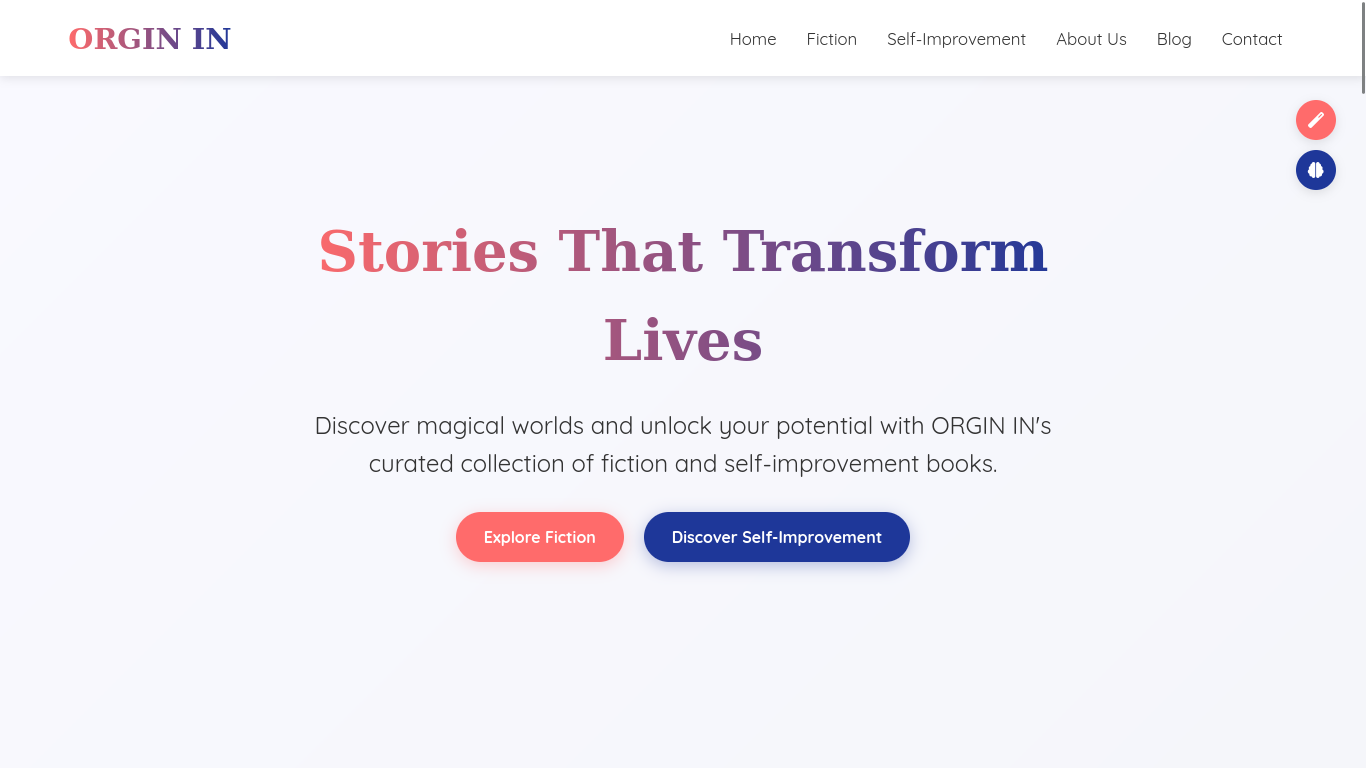 ORGIN IN
Home
Fiction
Self-Improvement
About Us
Blog
Contact
Stories That Transform
Lives
Discover magical worlds and unlock your potential with ORGIN IN's
curated collection of fiction and self-improvement books.
Explore Fiction
Discover Self-Improvement